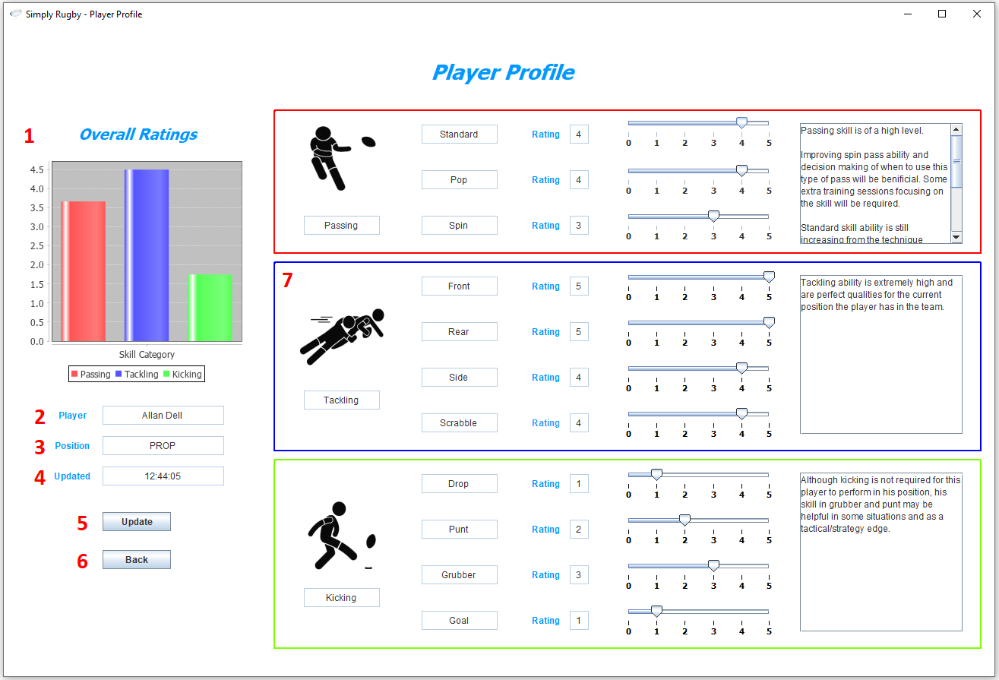 Simply Rugby - Player Profile
Player Profile
1 Overall Ratings
4.5
4.0
3.5
3.0
2.5
2.0
1.5
1.0
0.5
0.0
Skill Category
Passing Tackling Kicking
2 Player Allan Dell
3 Position PROP
4 Updated 12:44:05
5 Update
6 Back
Passing
Standard Rating 4
0 1 2 3 4 5
Pop Rating 4
0 1 2 3 4 5
Spin Rating 3
0 1 2 3 4 5
Passing skill is of a high level.
Improving spin pass ability and
decision making of when to use this
type of pass will be benificial. Some
extra training sessions focusing on
the skill will be required.
Standard skill ability is still
increasing from the technique
7
Tackling
Front Rating 5
0 1 2 3 4 5
Rear Rating 5
0 1 2 3 4 5
Side Rating 4
0 1 2 3 4 5
Scrabble Rating 4
0 1 2 3 4 5
Tackling ability is extremely high and
are perfect qualities for the current
position the player has in the team.
Kicking
Drop Rating 1
0 1 2 3 4 5
Punt Rating 2
0 1 2 3 4 5
Grubber Rating 3
0 1 2 3 4 5
Goal Rating 1
0 1 2 3 4 5
Although kicking is not required for this
player to perform in his position, his
skill in grubber and punt may be
helpful in some situations and as a
tactical/strategy edge.